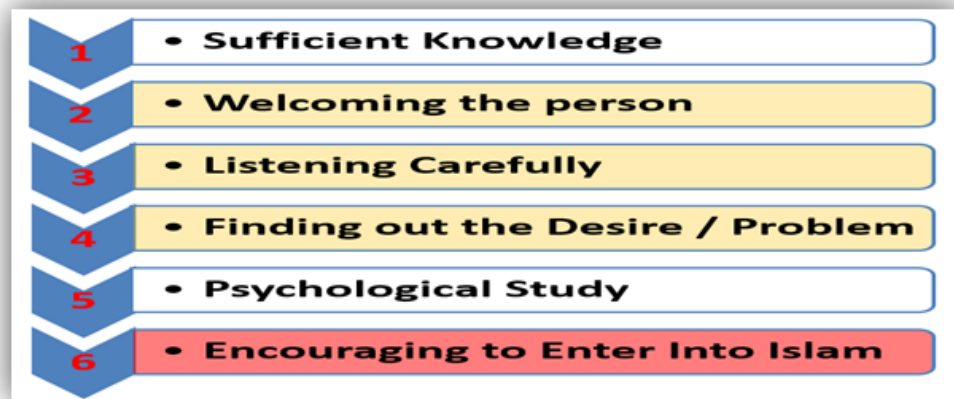 1 • Sufficient Knowledge
2 • Welcoming the person
3 • Listening Carefully
4 • Finding out the Desire / Problem
5 • Psychological Study
6 • Encouraging to Enter Into Islam